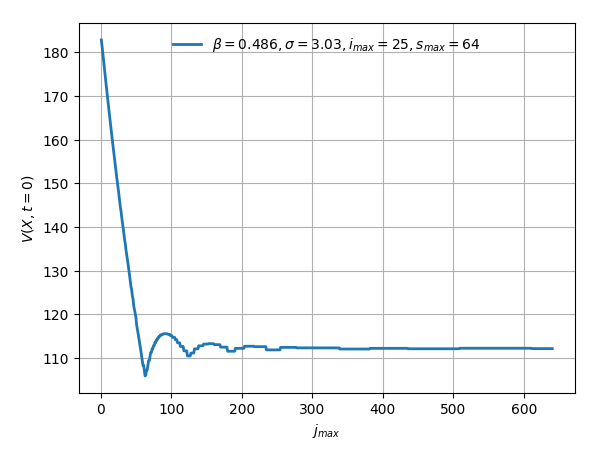 β = 0.486, σ = 3.03, i_max = 25, s_max = 64
V(X, t = 0)
180
170
160
150
140
130
120
110
0 100 200 300 400 500 600
j_max